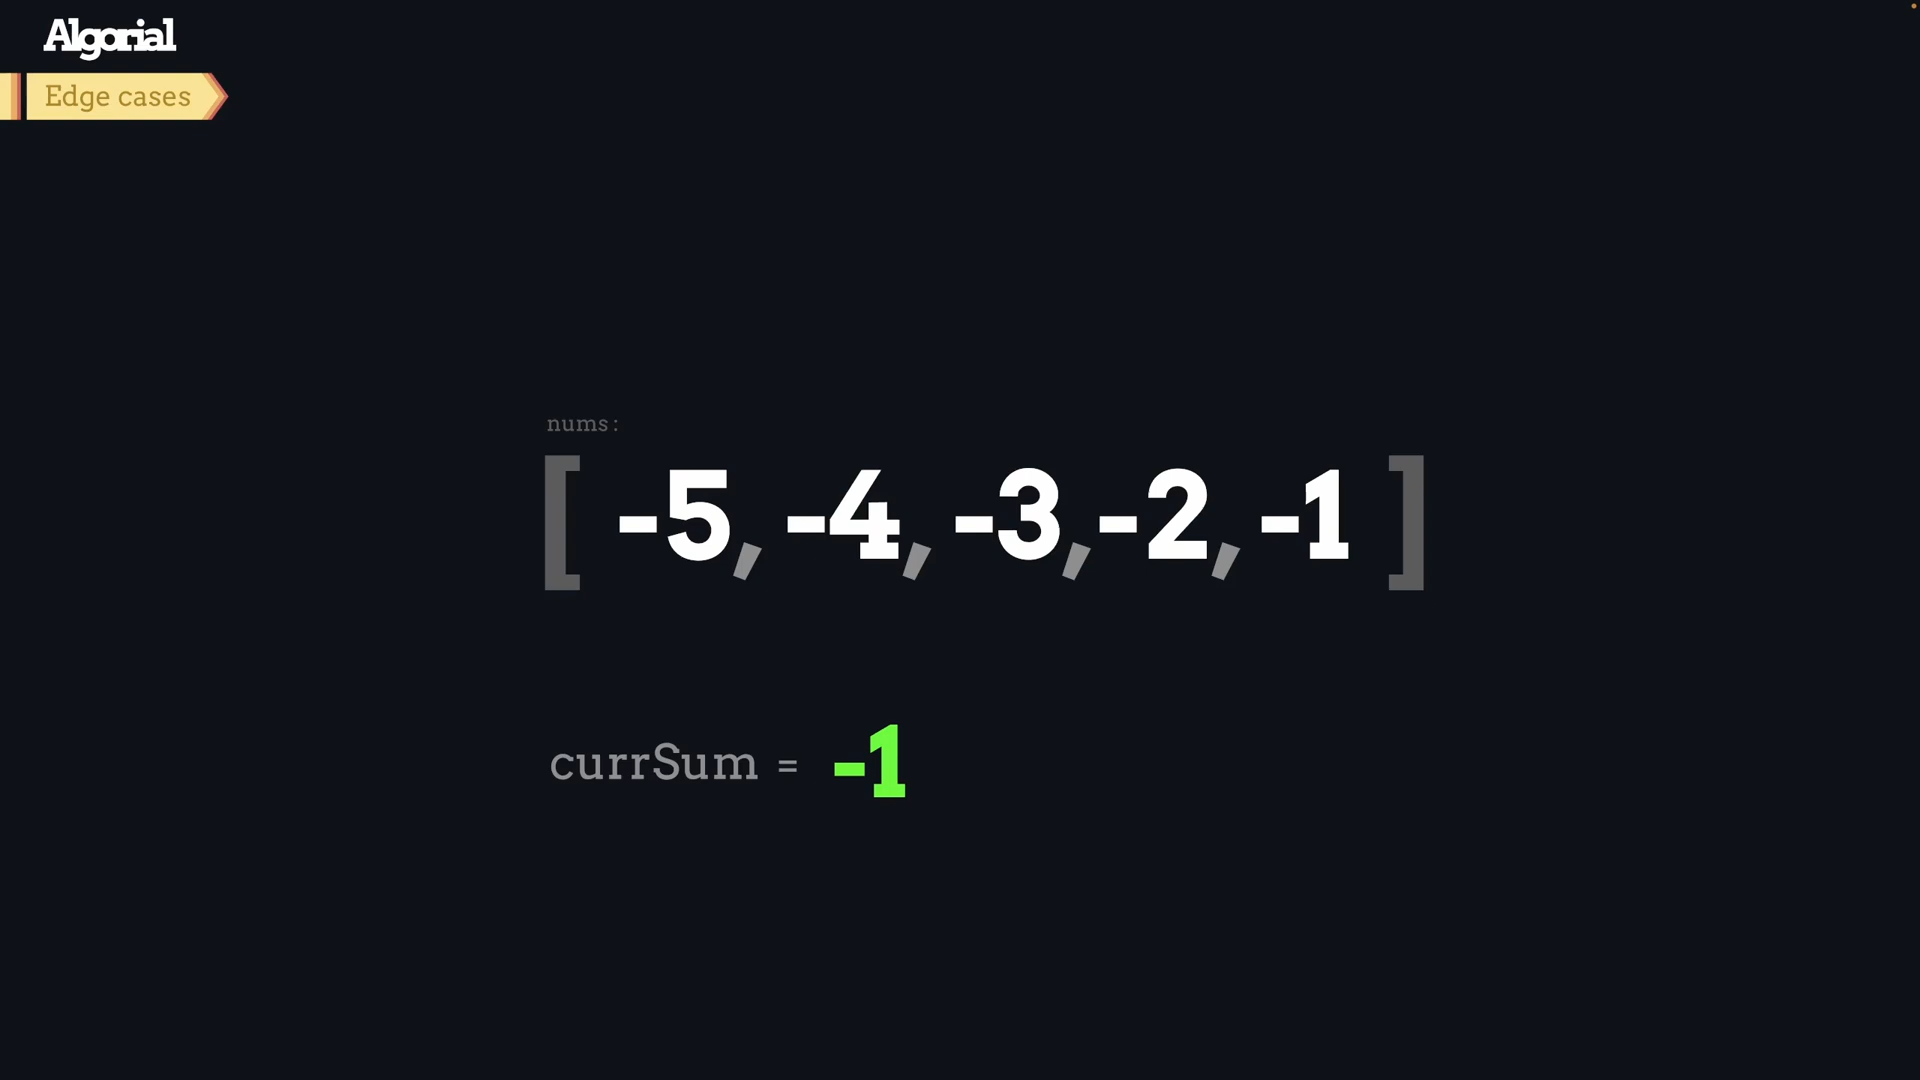 Algorial
Edge cases
nums:
[ -5, -4, -3, -2, -1 ]
currSum = -1